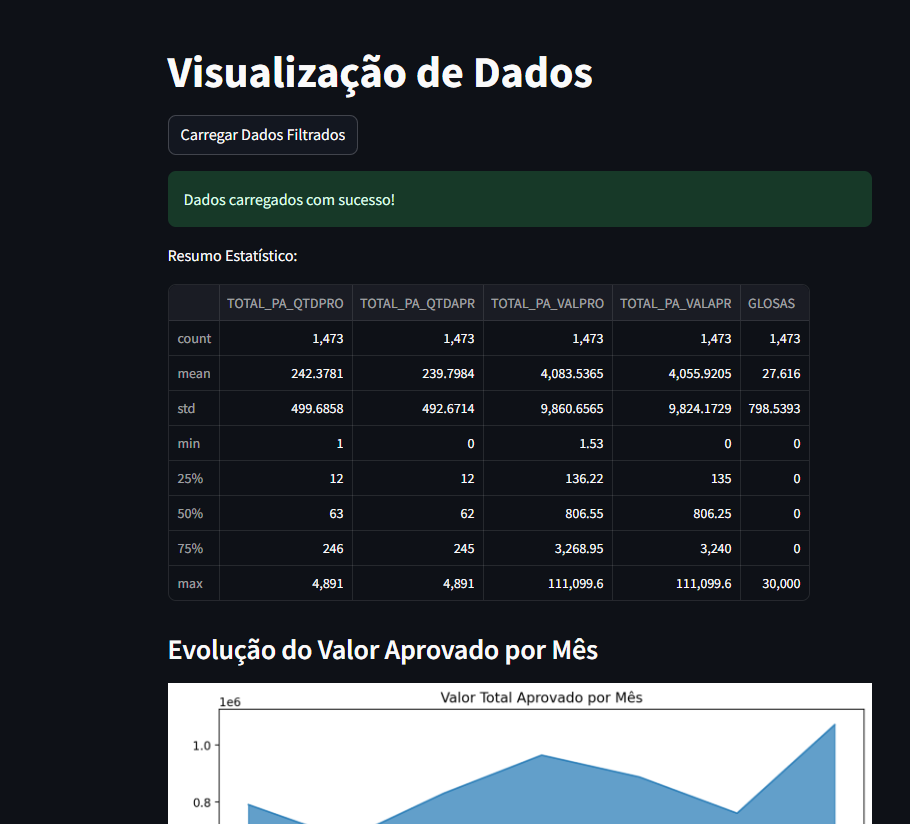 Visualização de Dados
Carregar Dados Filtrados
Dados carregados com sucesso!
Resumo Estatístico:
TOTAL_PA_QTDPRO TOTAL_PA_QTDAPR TOTAL_PA_VALPRO TOTAL_PA_VALAPR GLOSAS
count 1,473 1,473 1,473 1,473 1,473
mean 242.3781 239.7984 4,083.5365 4,055.9205 27.616
std 499.6858 492.6714 9,860.6565 9,824.1729 798.5393
min 1 0 1.53 0 0
25% 12 12 136.22 135 0
50% 63 62 806.55 806.25 0
75% 246 245 3,268.95 3,240 0
max 4,891 4,891 111,099.6 111,099.6 30,000
Evolução do Valor Aprovado por Mês
Valor Total Aprovado por Mês
1e6
1.0
0.8